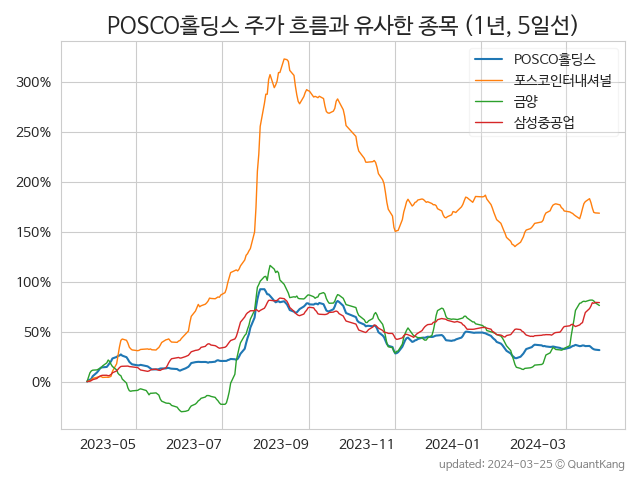 POSCO홀딩스 주가 흐름과 유사한 종목 (1년, 5일선)
POSCO홀딩스
포스코인터내셔널
금양
삼성중공업
300%
250%
200%
150%
100%
50%
0%
2023-05 2023-07 2023-09 2023-11 2024-01 2024-03
updated: 2024-03-25 © QuantKang